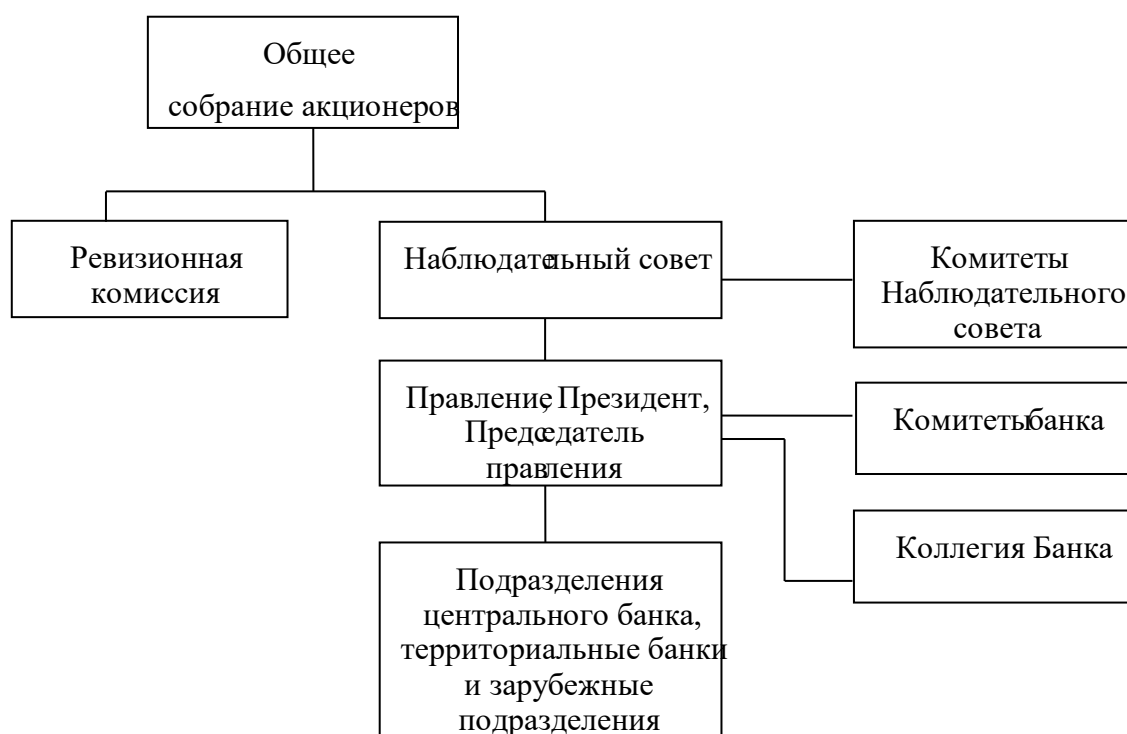 Общее
собрание акционеров
Ревизионная
комиссия
Наблюдательный совет
Комитеты
Наблюдательного
совета
Правление, Президент,
Председатель
правления
Комитеты банка
Коллегия Банка
Подразделения
центрального банка,
территориальные банки
и зарубежные
подразделения